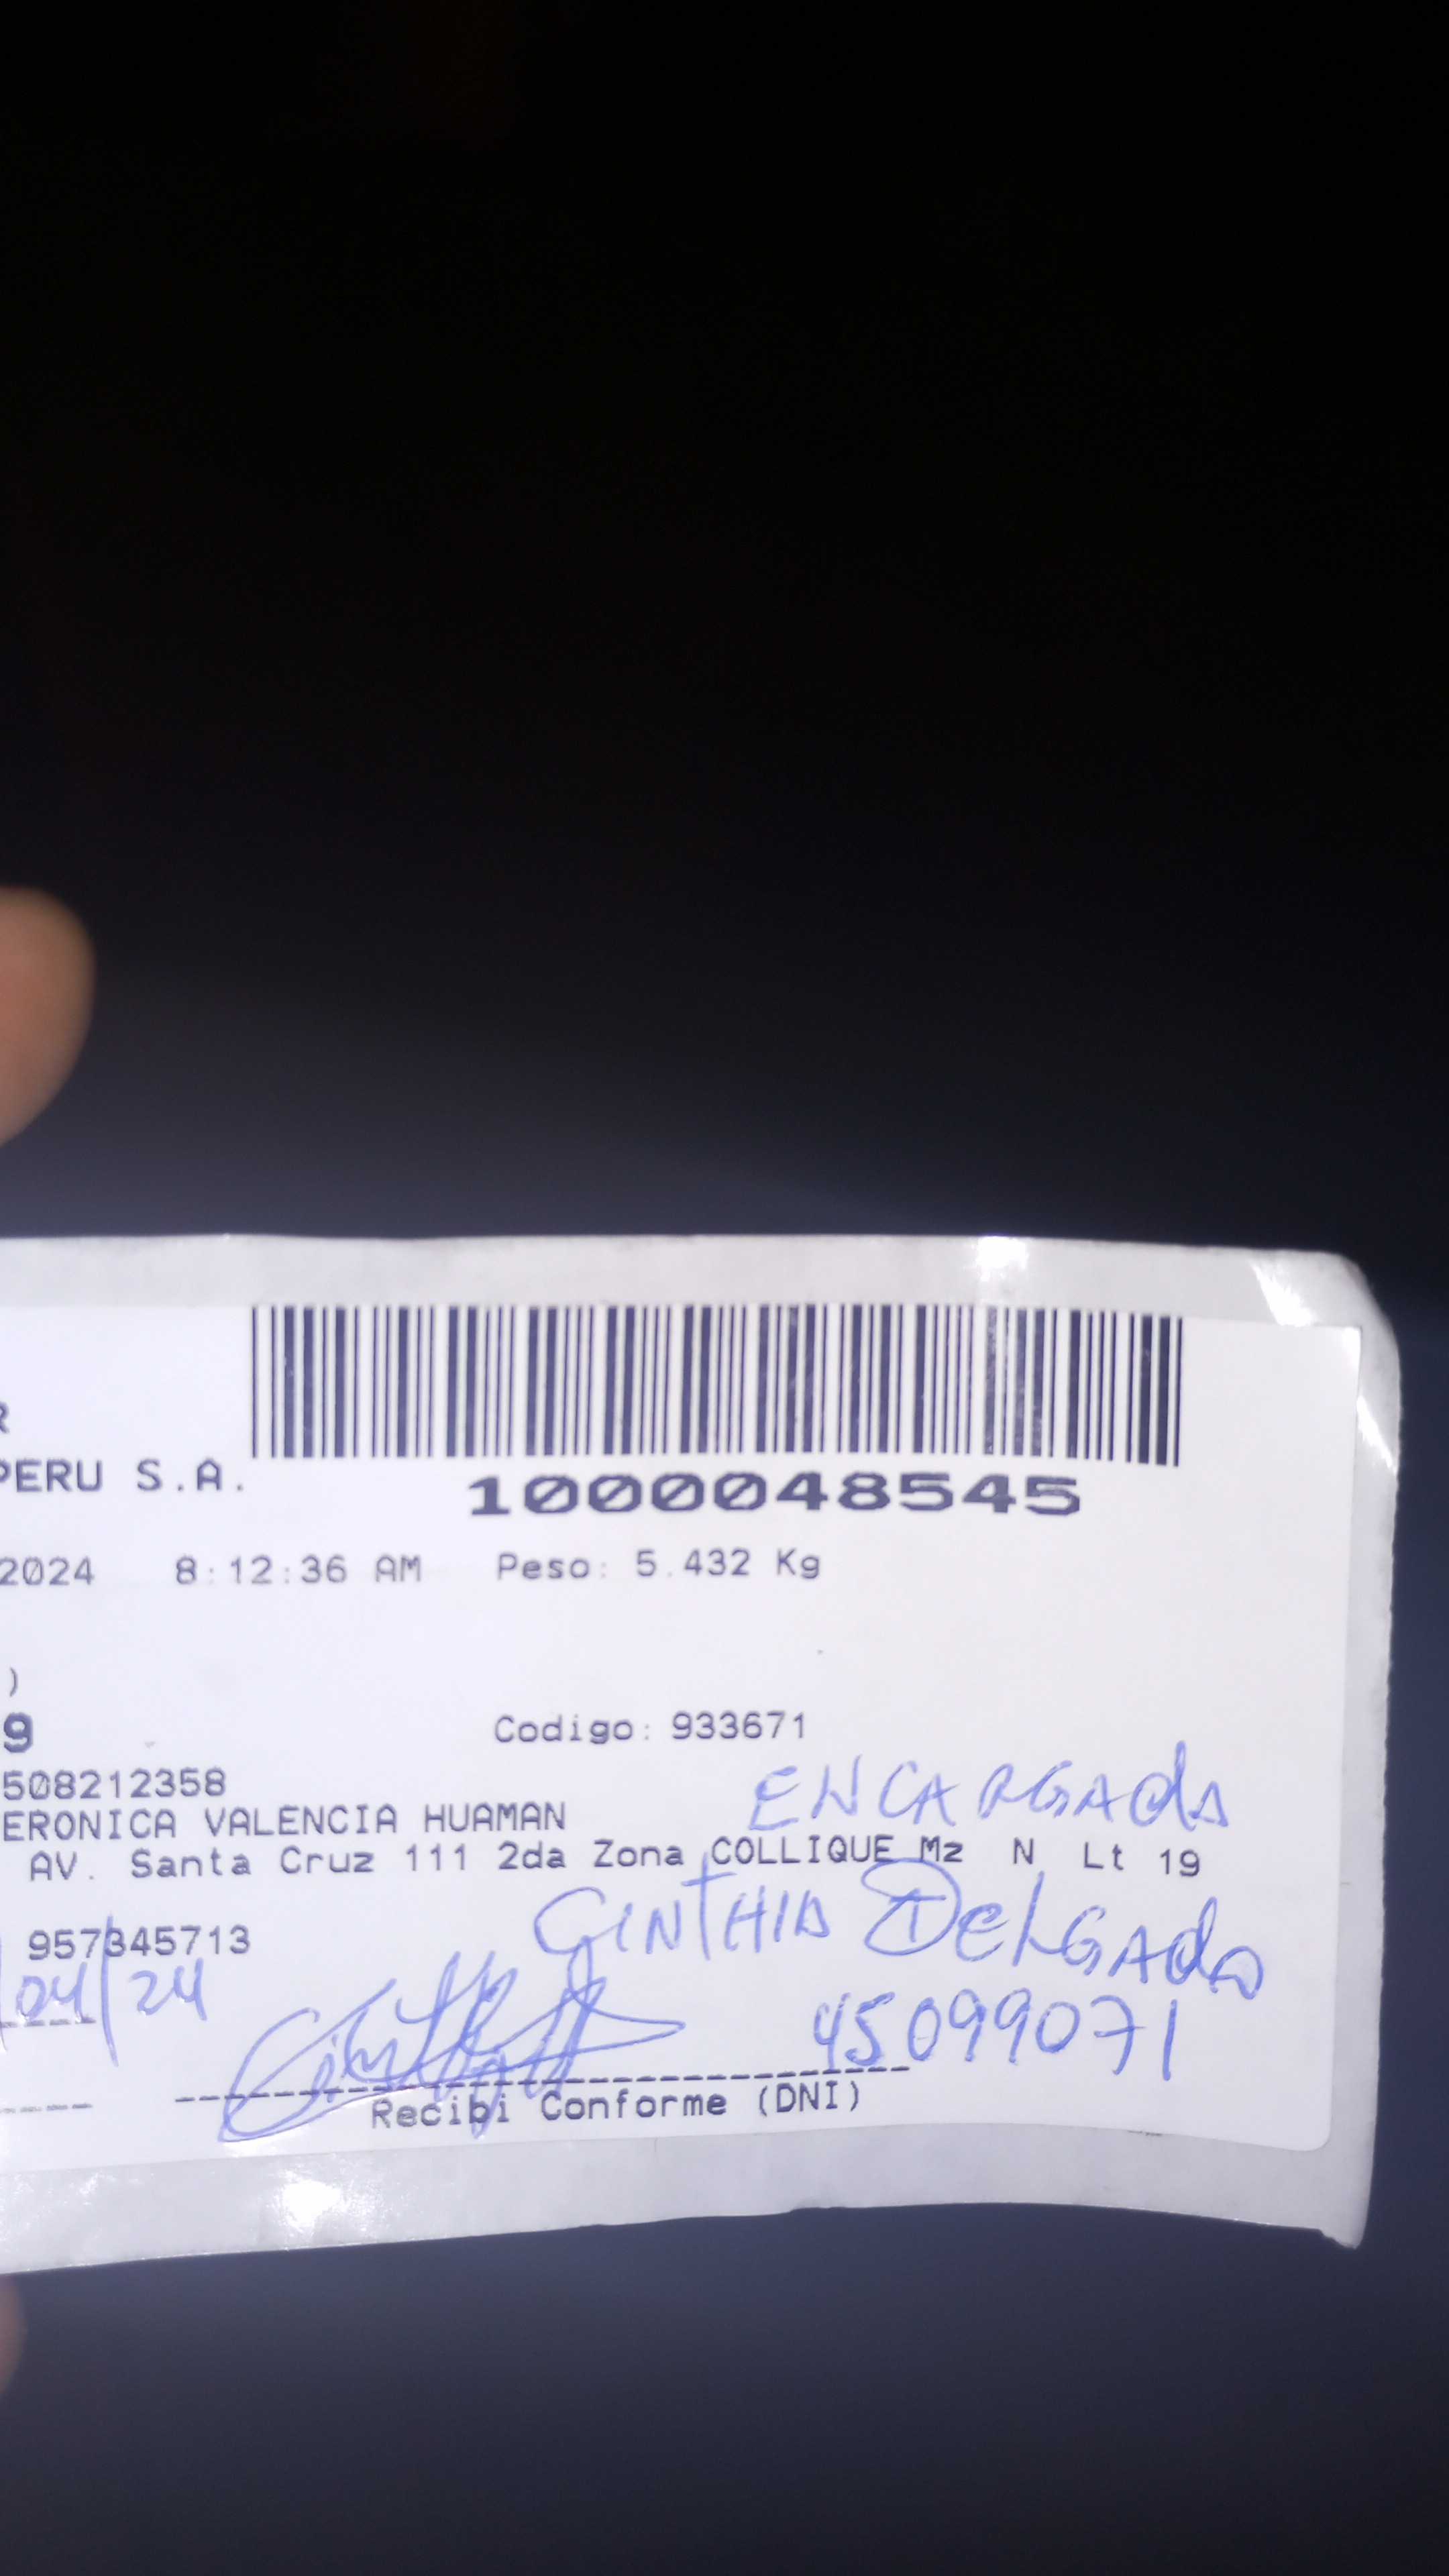 R
PERU S.A.
1000048545
2024 8:12:36 AM Peso: 5.432 Kg
)
9 Codigo: 933671
508212358
ENCARGAda
ERONICA VALENCIA HUAMAN
AV. Santa Cruz 111 2da Zona COLLIQUE Mz N Lt 19
957345713
CINTHIA DelGAdo
04/24
45099071
Recibi Conforme (DNI)